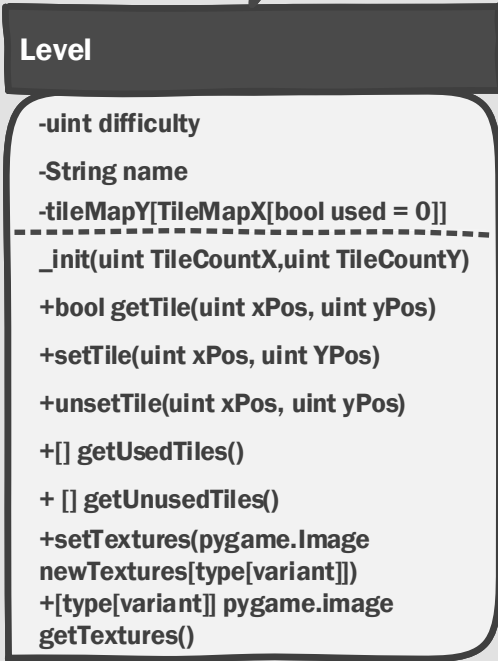 Level
-uint difficulty
-String name
-tileMapY[TileMapX[bool used = 0]]
_init(uint TileCountX,uint TileCountY)
+bool getTile(uint xPos, uint yPos)
+setTile(uint xPos, uint YPos)
+unsetTile(uint xPos, uint yPos)
+[] getUsedTiles()
+ [] getUnusedTiles()
+setTextures(pygame.Image
newTextures[type[variant]])
+[type[variant]] pygame.image
getTextures()